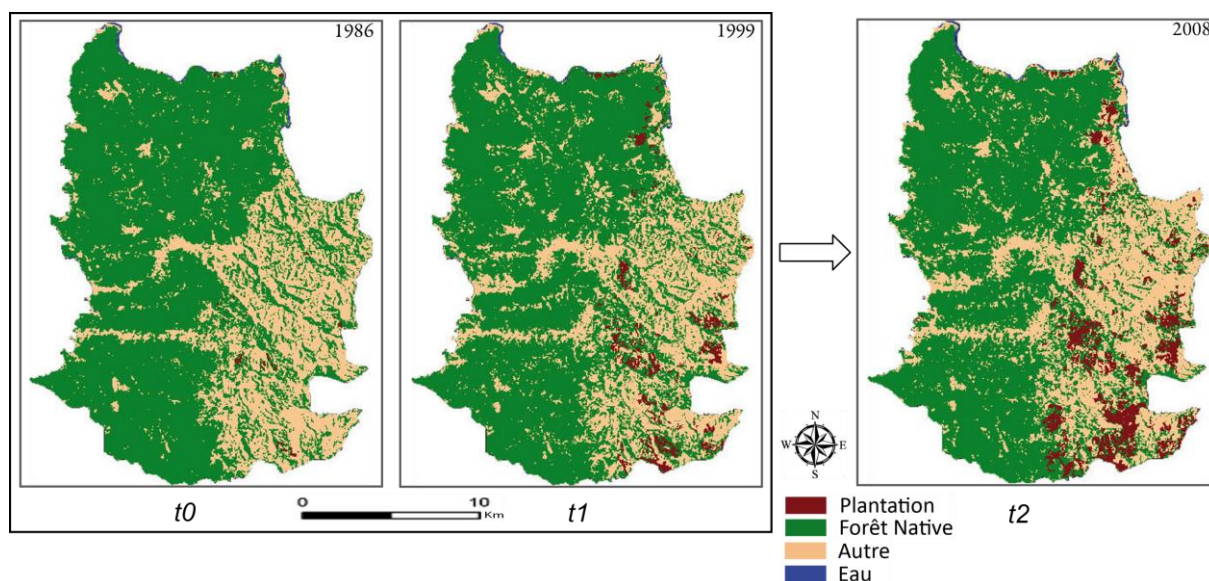 1986
1999
2008
N
W
E
S
0
10
Km
t0
t1
t2
Plantation
Forêt Native
Autre
Eau